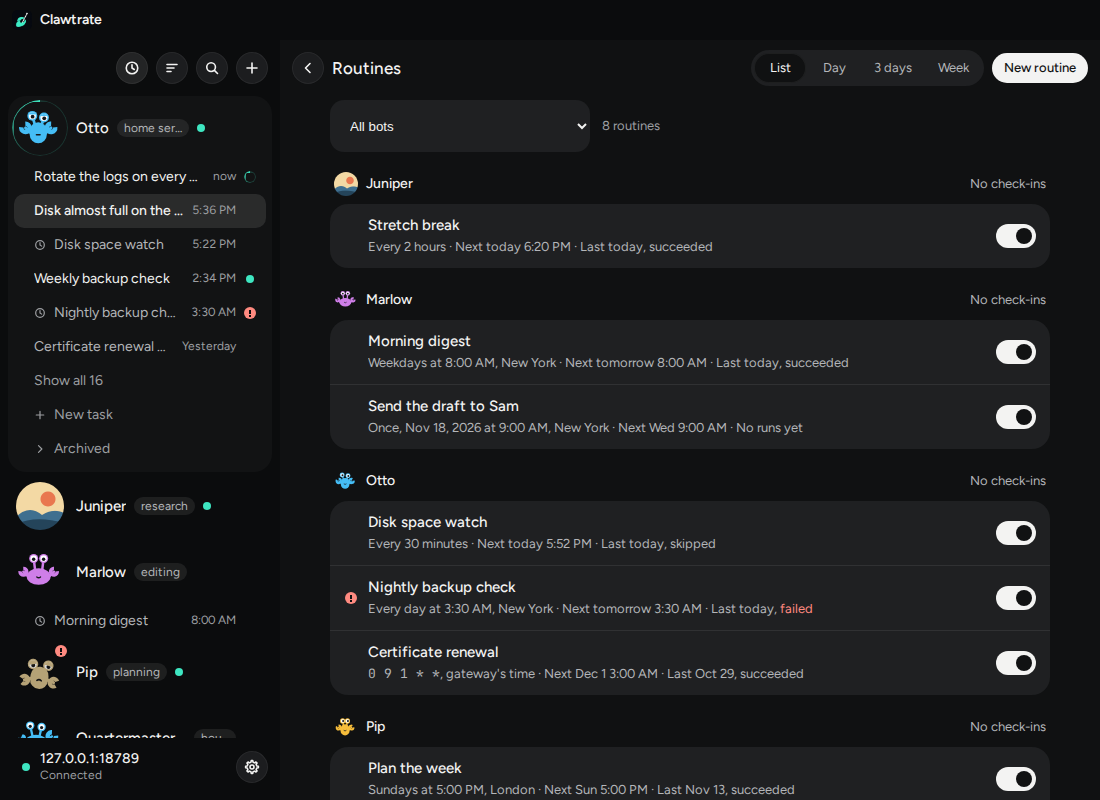 Clawtrate
Otto
home ser...
Rotate the logs on every ... now
Disk almost full on the ... 5:36 PM
Disk space watch 5:22 PM
Weekly backup check 2:34 PM
Nightly backup ch... 3:30 AM
Certificate renewal ... Yesterday
Show all 16
New task
Archived
Juniper research
Marlow editing
Morning digest 8:00 AM
Pip planning
Quartermaster
127.0.0.1:18789
Connected
Routines
List Day 3 days Week New routine
All bots 8 routines
Juniper No check-ins
Stretch break
Every 2 hours · Next today 6:20 PM · Last today, succeeded
Marlow No check-ins
Morning digest
Weekdays at 8:00 AM, New York · Next tomorrow 8:00 AM · Last today, succeeded
Send the draft to Sam
Once, Nov 18, 2026 at 9:00 AM, New York · Next Wed 9:00 AM · No runs yet
Otto No check-ins
Disk space watch
Every 30 minutes · Next today 5:52 PM · Last today, skipped
Nightly backup check
Every day at 3:30 AM, New York · Next tomorrow 3:30 AM · Last today, failed
Certificate renewal
0 9 1 * *, gateway's time · Next Dec 1 3:00 AM · Last Oct 29, succeeded
Pip No check-ins
Plan the week
Sundays at 5:00 PM, London · Next Sun 5:00 PM · Last Nov 13, succeeded